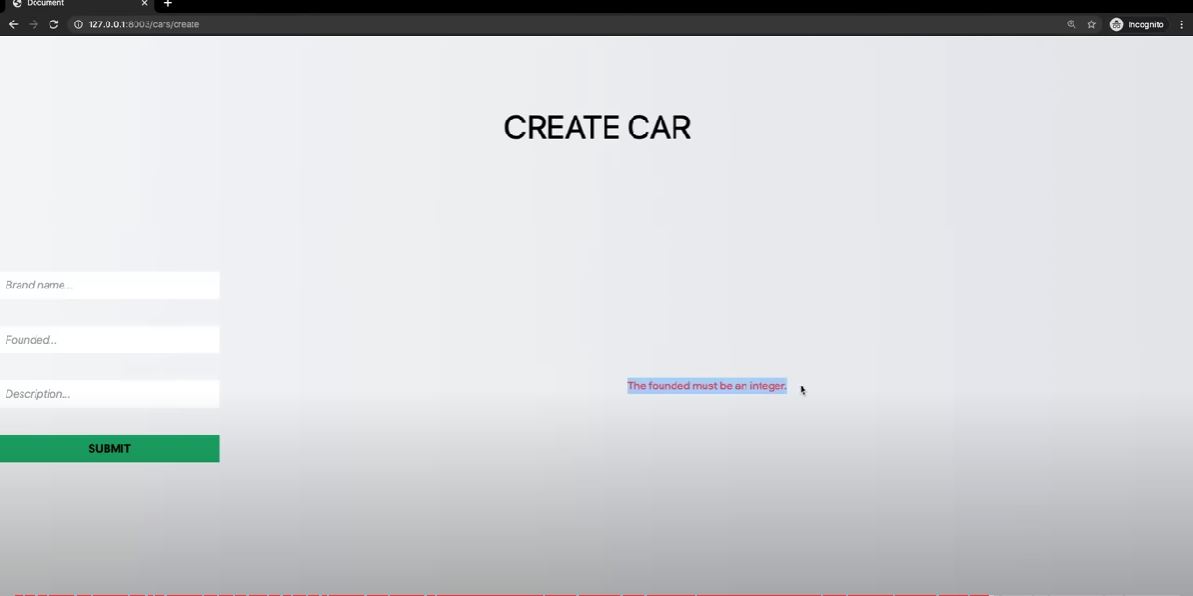 Document
127.0.0.1:8003/cars/create
Incognito
CREATE CAR
Brand name...
Founded...
The founded must be an integer.
Description...
SUBMIT